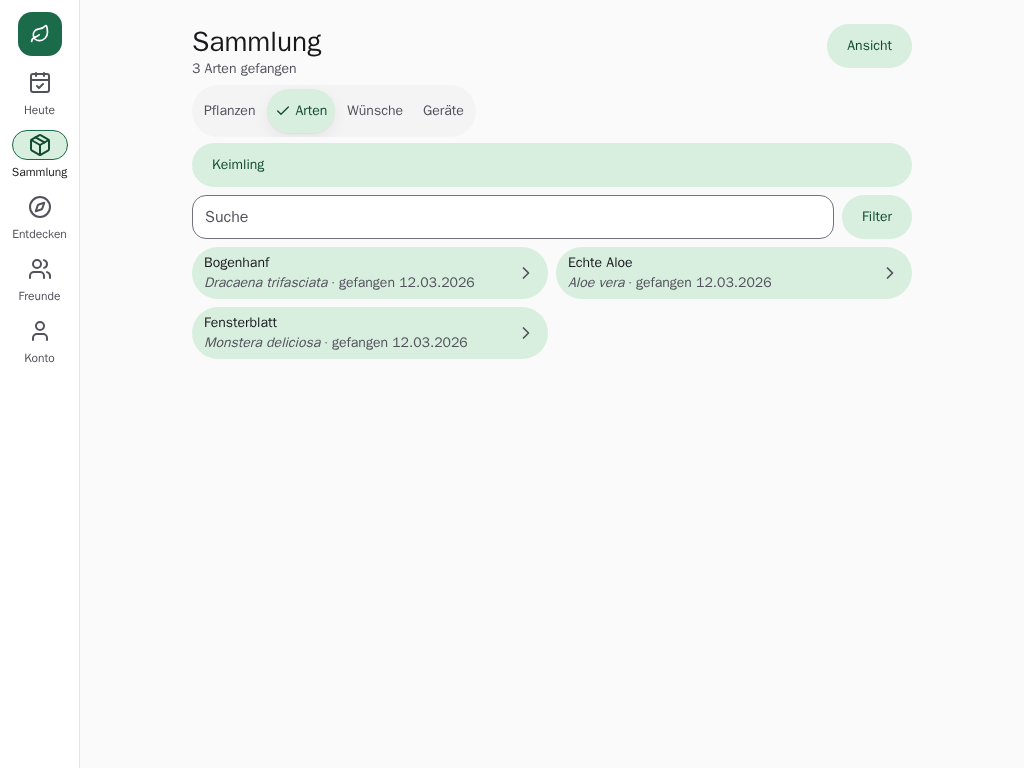 Sammlung
3 Arten gefangen
Ansicht
Pflanzen Arten Wünsche Geräte
Keimling
Suche
Filter
Bogenhanf
Dracaena trifasciata · gefangen 12.03.2026
Echte Aloe
Aloe vera · gefangen 12.03.2026
Fensterblatt
Monstera deliciosa · gefangen 12.03.2026
Heute
Sammlung
Entdecken
Freunde
Konto